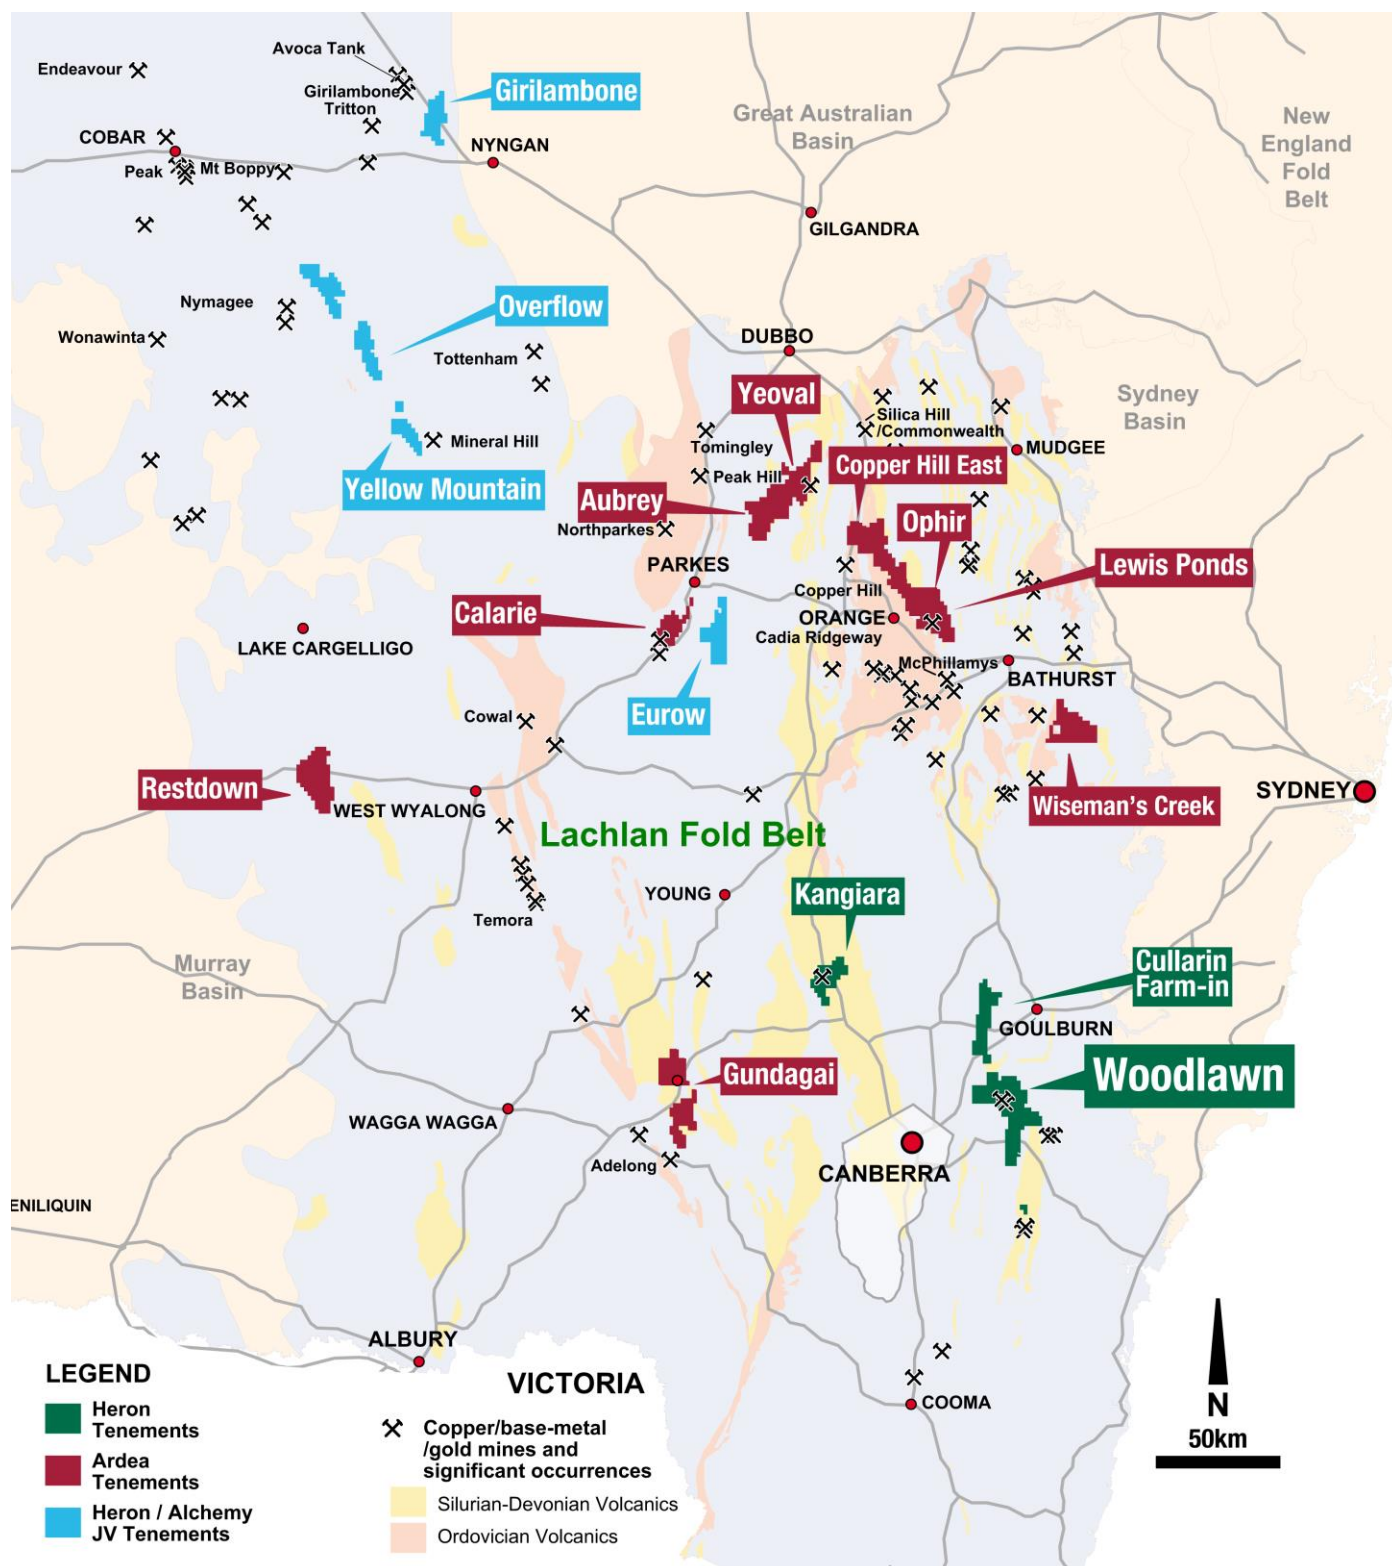 Avoca Tank
Endeavour
Girilambone
Tritton
Girilambone
Great Australian
Basin
New
England
Fold
Belt
COBAR
NYNGAN
Peak
Mt Boppy
GILGANDRA
Nymagee
Overflow
Wonawinta
Tottenham
DUBBO
Yeoval
Sydney
Basin
Silica Hill
/Commonwealth
Mineral Hill
Tomingley
MUDGEE
Copper Hill East
Peak Hill
Yellow Mountain
Aubrey
Ophir
Northparkes
PARKES
Lewis Ponds
Copper Hill
Calarie
ORANGE
Cadia Ridgeway
LAKE CARGELLIGO
McPhillamys
BATHURST
Eurow
Cowal
Restdown
SYDNEY
WEST WYALONG
Wiseman's Creek
Lachlan Fold Belt
YOUNG
Kangiara
Temora
Murray
Basin
Cullarin
Farm-in
GOULBURN
Gundagai
Woodlawn
WAGGA WAGGA
Adelong
CANBERRA
ENILIQUIN
ALBURY
VICTORIA
COOMA
N
50km
LEGEND
Heron
Tenements
Ardea
Tenements
Heron / Alchemy
JV Tenements
Copper/base-metal
/gold mines and
significant occurrences
Silurian-Devonian Volcanics
Ordovician Volcanics